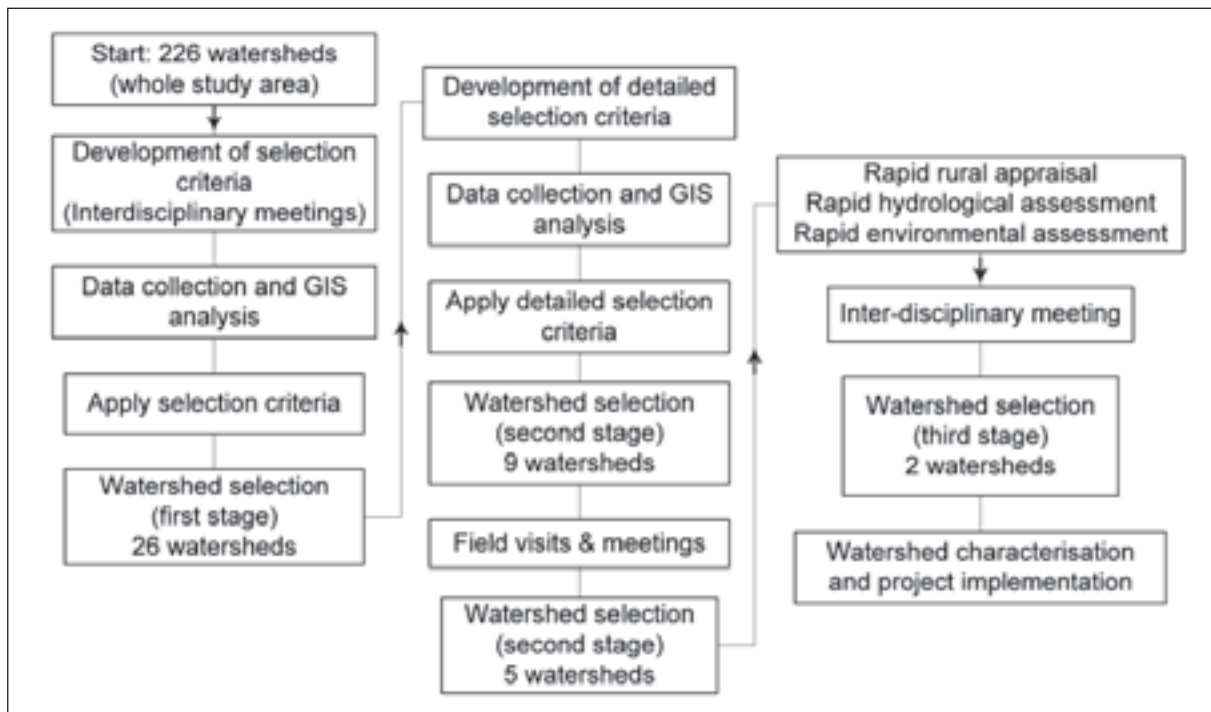 Start: 226 watersheds
(whole study area)
Development of selection
criteria
(Interdisciplinary meetings)
Data collection and GIS
analysis
Apply selection criteria
Watershed selection
(first stage)
26 watersheds
Development of detailed
selection criteria
Data collection and GIS
analysis
Apply detailed selection
criteria
Watershed selection
(second stage)
9 watersheds
Field visits & meetings
Watershed selection
(second stage)
5 watersheds
Rapid rural appraisal
Rapid hydrological assessment
Rapid environmental assessment
Inter-disciplinary meeting
Watershed selection
(third stage)
2 watersheds
Watershed characterisation
and project implementation